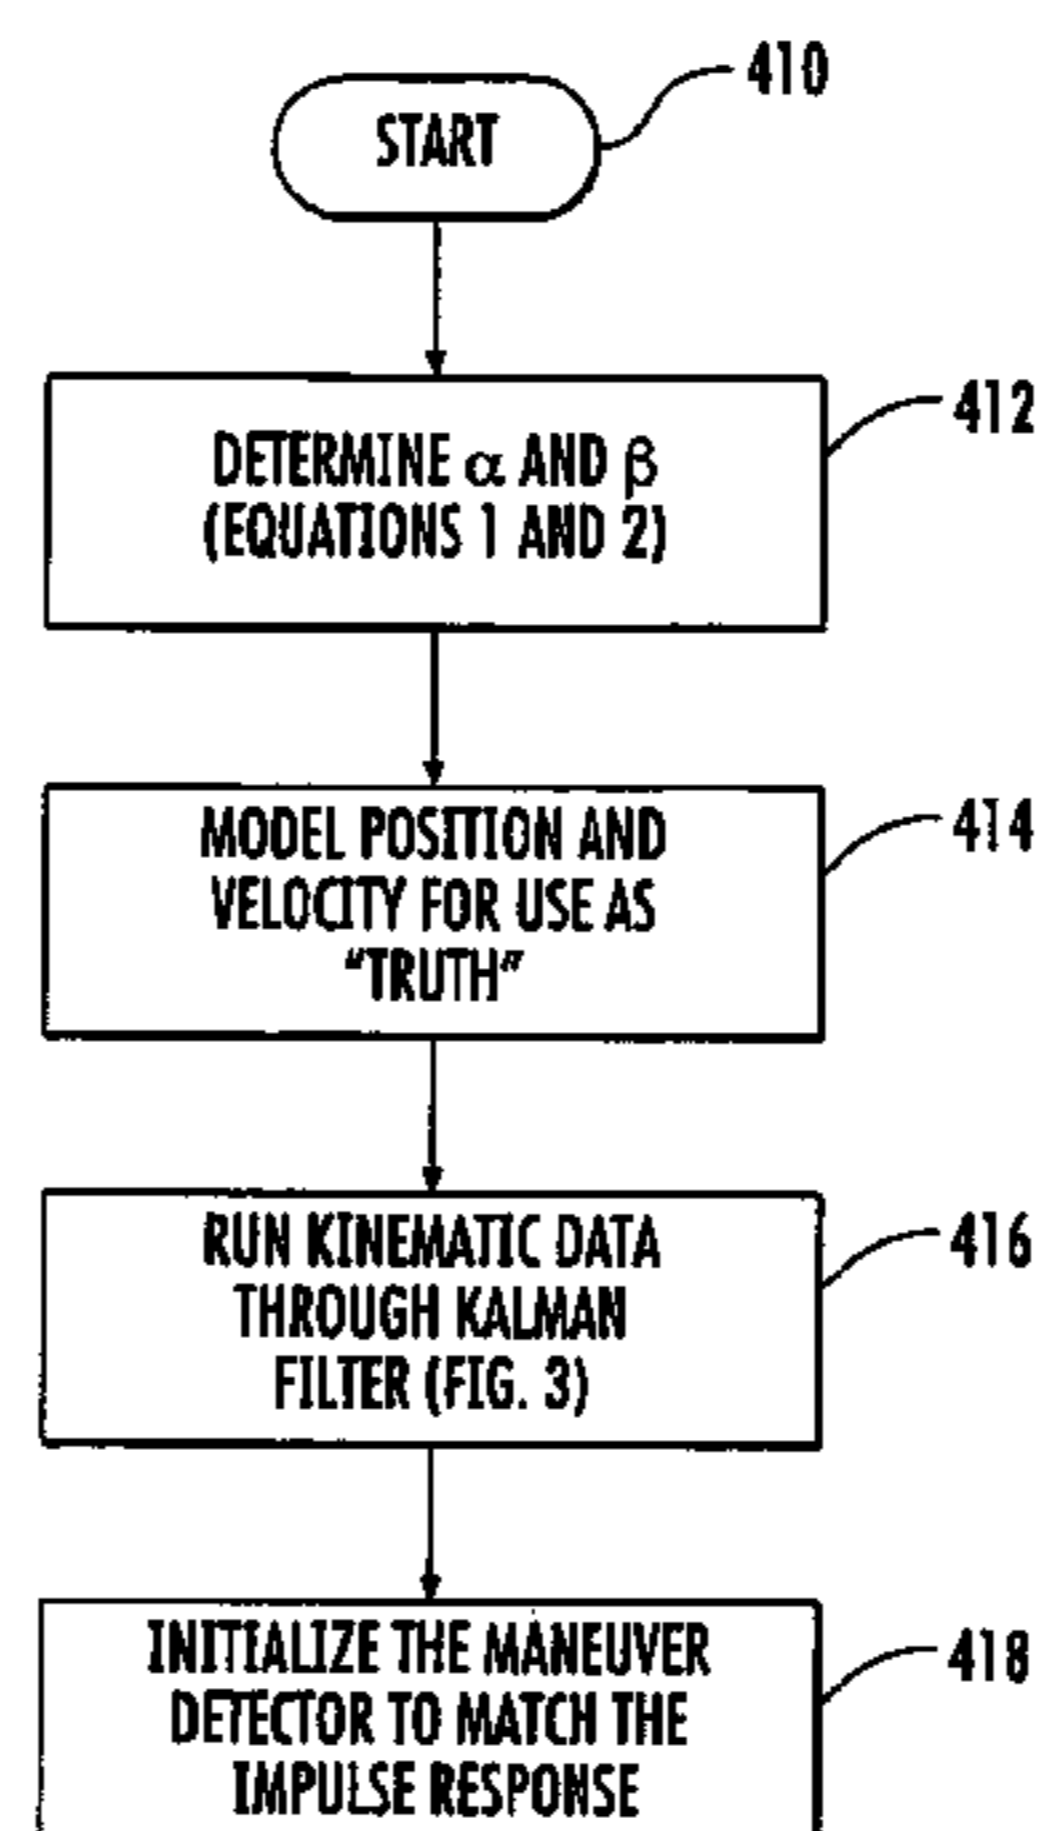 410
START
412
DETERMINE α AND β
(EQUATIONS 1 AND 2)
414
MODEL POSITION AND
VELOCITY FOR USE AS
“TRUTH”
416
RUN KINEMATIC DATA
THROUGH KALMAN
FILTER (FIG. 3)
418
INITIALIZE THE MANEUVER
DETECTOR TO MATCH THE
IMPULSE RESPONSE